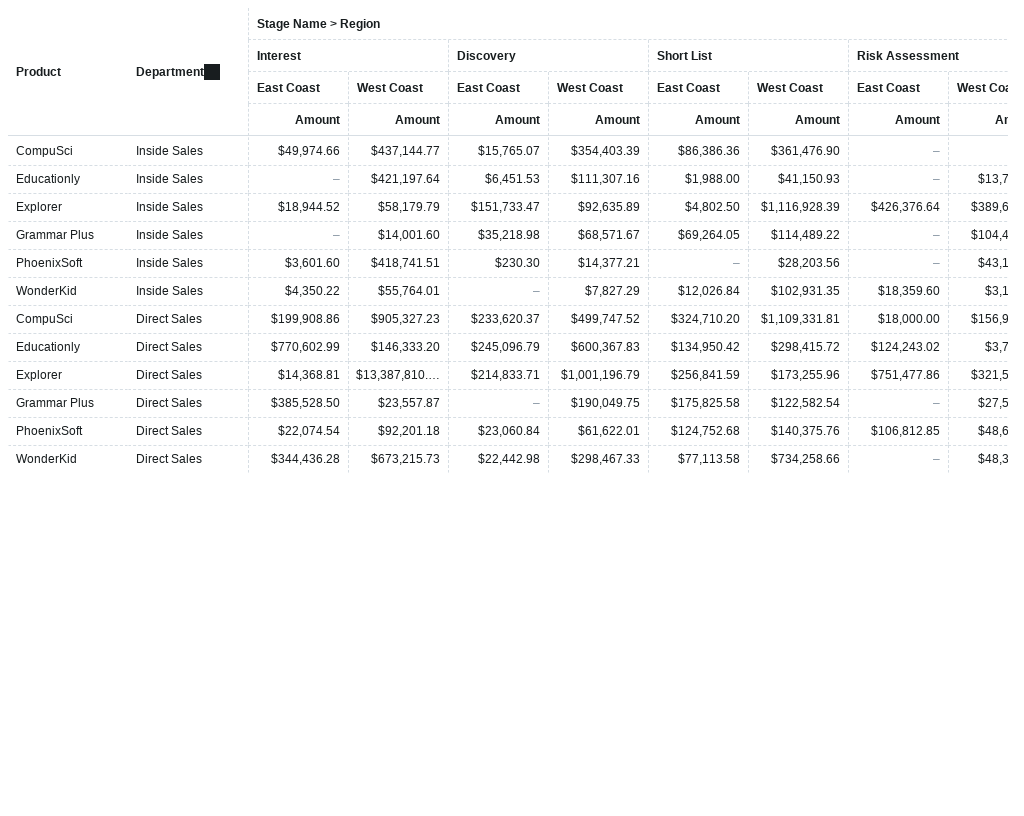 Stage Name > Region
Product Department Interest Discovery Short List Risk Assessment
East Coast West Coast East Coast West Coast East Coast West Coast East Coast West
Amount Amount Amount Amount Amount Amount Amount
CompuSci Inside Sales $49,974.66 $437,144.77 $15,765.07 $354,403.39 $86,386.36 $361,476.90 –
Educationly Inside Sales – $421,197.64 $6,451.53 $111,307.16 $1,988.00 $41,150.93 – $13,7
Explorer Inside Sales $18,944.52 $58,179.79 $151,733.47 $92,635.89 $4,802.50 $1,116,928.39 $426,376.64 $389,6
Grammar Plus Inside Sales – $14,001.60 $35,218.98 $68,571.67 $69,264.05 $114,489.22 – $104,4
PhoenixSoft Inside Sales $3,601.60 $418,741.51 $230.30 $14,377.21 – $28,203.56 – $43,1
WonderKid Inside Sales $4,350.22 $55,764.01 – $7,827.29 $12,026.84 $102,931.35 $18,359.60 $3,1
CompuSci Direct Sales $199,908.86 $905,327.23 $233,620.37 $499,747.52 $324,710.20 $1,109,331.81 $18,000.00 $156,9
Educationly Direct Sales $770,602.99 $146,333.20 $245,096.79 $600,367.83 $134,950.42 $298,415.72 $124,243.02 $3,7
Explorer Direct Sales $14,368.81 $13,387,810.… $214,833.71 $1,001,196.79 $256,841.59 $173,255.96 $751,477.86 $321,5
Grammar Plus Direct Sales $385,528.50 $23,557.87 – $190,049.75 $175,825.58 $122,582.54 – $27,5
PhoenixSoft Direct Sales $22,074.54 $92,201.18 $23,060.84 $61,622.01 $124,752.68 $140,375.76 $106,812.85 $48,6
WonderKid Direct Sales $344,436.28 $673,215.73 $22,442.98 $298,467.33 $77,113.58 $734,258.66 – $48,3